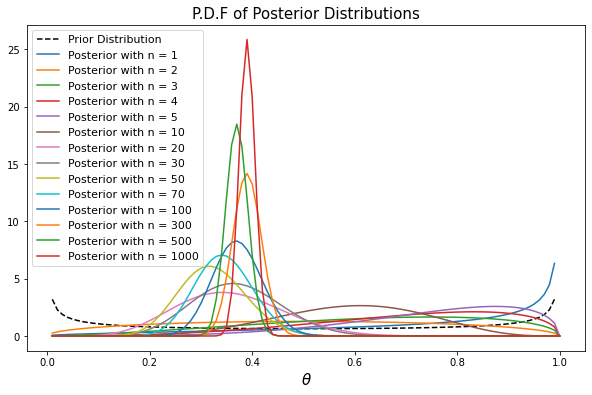 P.D.F of Posterior Distributions
Prior Distribution
Posterior with n = 1
Posterior with n = 2
Posterior with n = 3
Posterior with n = 4
Posterior with n = 5
Posterior with n = 10
Posterior with n = 20
Posterior with n = 30
Posterior with n = 50
Posterior with n = 70
Posterior with n = 100
Posterior with n = 300
Posterior with n = 500
Posterior with n = 1000
25
20
15
10
5
0
0.0 0.2 0.4 0.6 0.8 1.0
θ